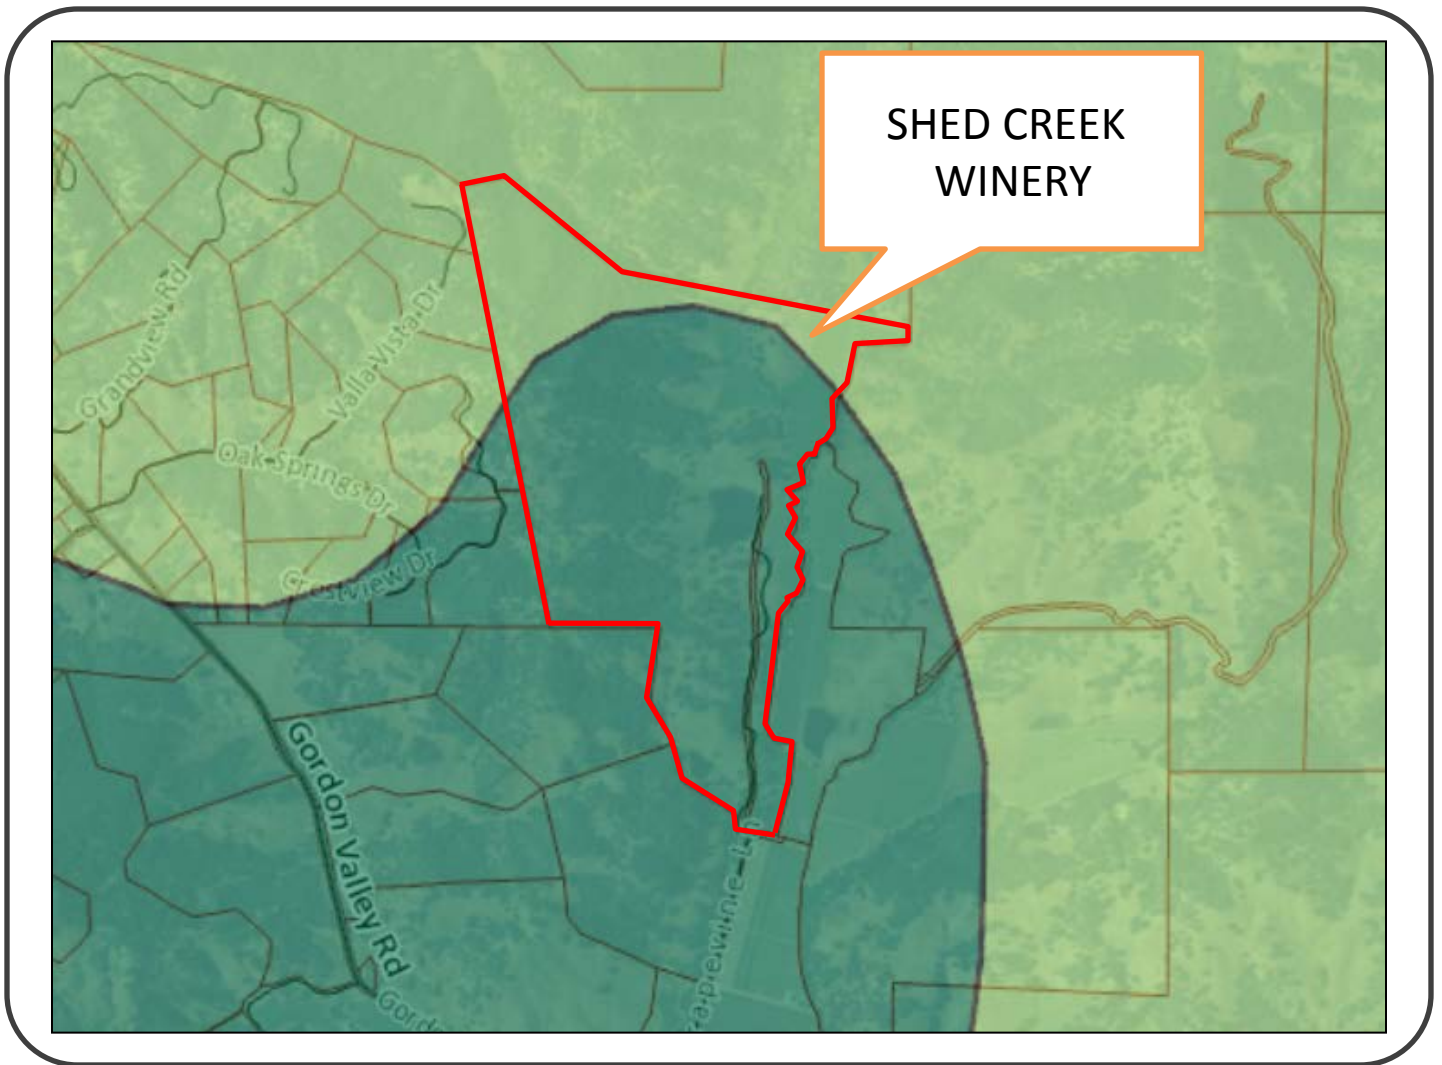 SHED CREEK
WINERY
Grandview Rd
Valla Vista Dr
Oak Springs Dr
Crestview Dr
Gordon Valley Rd